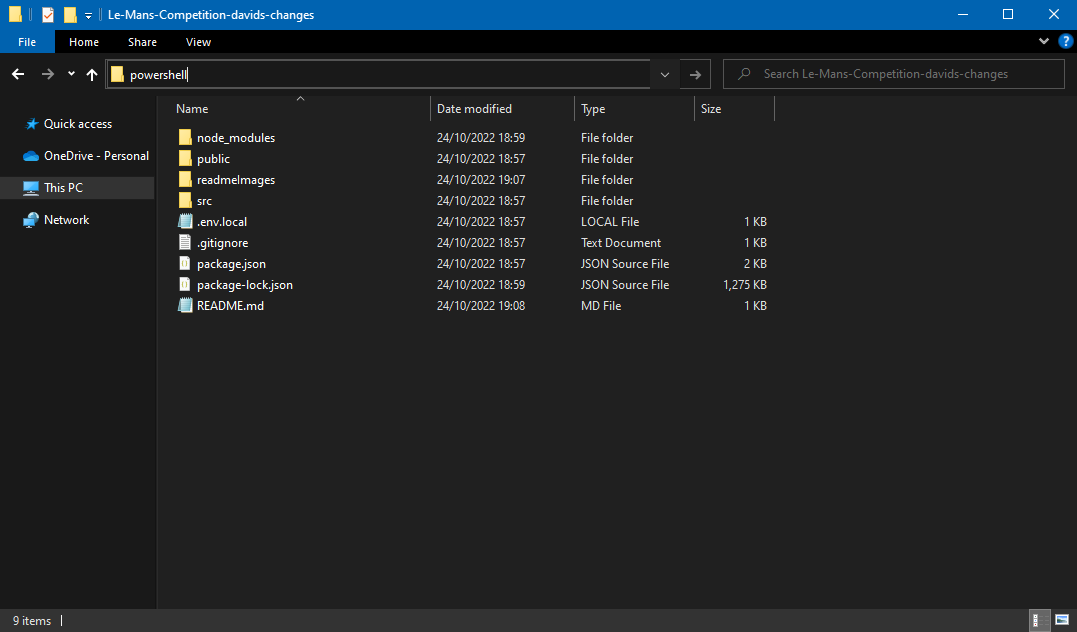 Le-Mans-Competition-davids-changes
File Home Share View ?
powershell Search Le-Mans-Competition-davids-changes
Quick access
OneDrive - Personal
This PC
Network
Name Date modified Type Size
node_modules 24/10/2022 18:59 File folder
public 24/10/2022 18:57 File folder
readmeImages 24/10/2022 19:07 File folder
src 24/10/2022 18:57 File folder
.env.local 24/10/2022 18:57 LOCAL File 1 KB
.gitignore 24/10/2022 18:57 Text Document 1 KB
package.json 24/10/2022 18:57 JSON Source File 2 KB
package-lock.json 24/10/2022 18:59 JSON Source File 1,275 KB
README.md 24/10/2022 19:08 MD File 1 KB
9 items